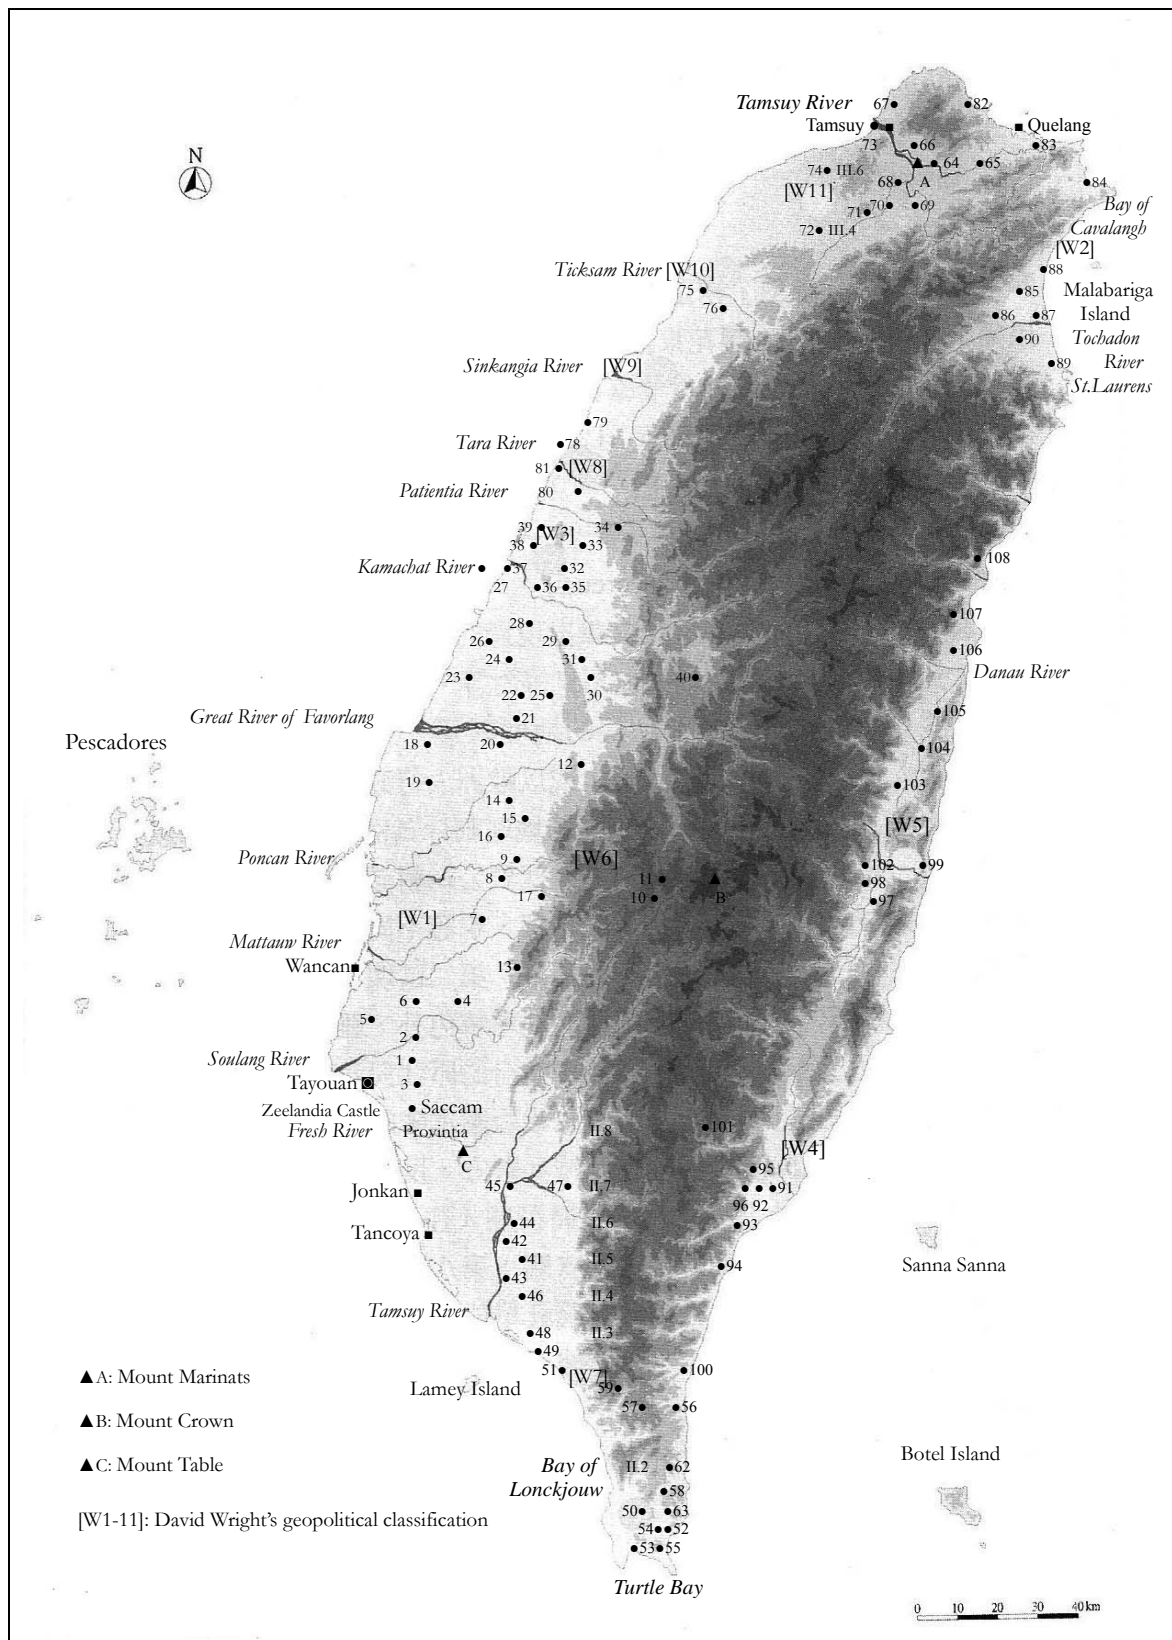 Tamsuy River
67
82
Tamsuy
Quelang
73
66
83
74
III.6
64
65
68
A
84
[W11]
70
69
71
Bay of
Cavalangh
72
III.4
[W2]
Ticksam River [W10]
88
75
85
Malabariga
Island
76
86
87
90
Tochadon
River
Sinkangia River
[W9]
89
St.Laurens
79
Tara River
78
81
[W8]
Patientia River
80
39
34
[W3]
38
33
108
Kamachat River
37
32
27
36
35
107
28
26
29
106
24
31
Danau River
23
30
40
22
25
105
Great River of Favorlang
21
Pescadores
18
20
104
12
19
103
14
15
[W5]
16
Poncan River
9
[W6]
102
99
8
11
B
98
17
10
97
[W1]
7
Mattauw River
Wancan
13
6
4
5
2
Soulang River
1
Tayouan
3
Zeelandia Castle
Saccam
Fresh River
Provintia
II.8
101
C
[W4]
95
Jonkan
45
47
II.7
91
96
92
44
II.6
93
Tancoya
42
41
II.5
94
Sanna Sanna
43
46
II.4
Tamsuy River
48
II.3
49
51
[W7]
100
A: Mount Marinats
Lamey Island
59
57
56
B: Mount Crown
C: Mount Table
Bay of
Lonckjouw
II.2
62
Botel Island
58
50
63
[W1-11]: David Wright's geopolitical classification
54
52
53
55
Turtle Bay
0 10 20 30 40 km
N